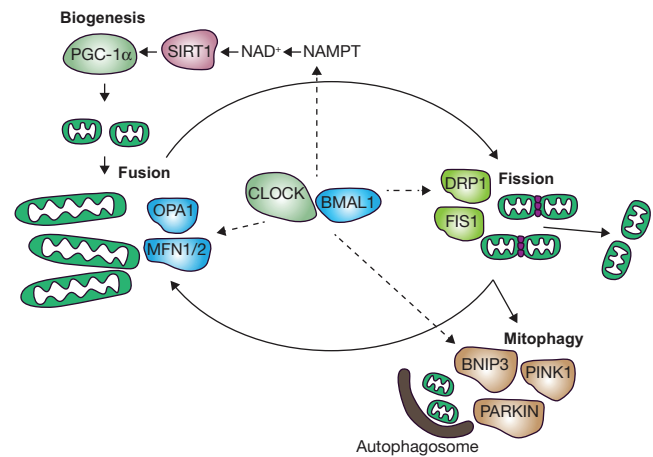 Biogenesis
PGC-1α
SIRT1
NAD⁺
NAMPT
Fusion
OPA1
MFN1/2
CLOCK
BMAL1
DRP1
Fission
FIS1
Mitophagy
BNIP3
PINK1
PARKIN
Autophagosome